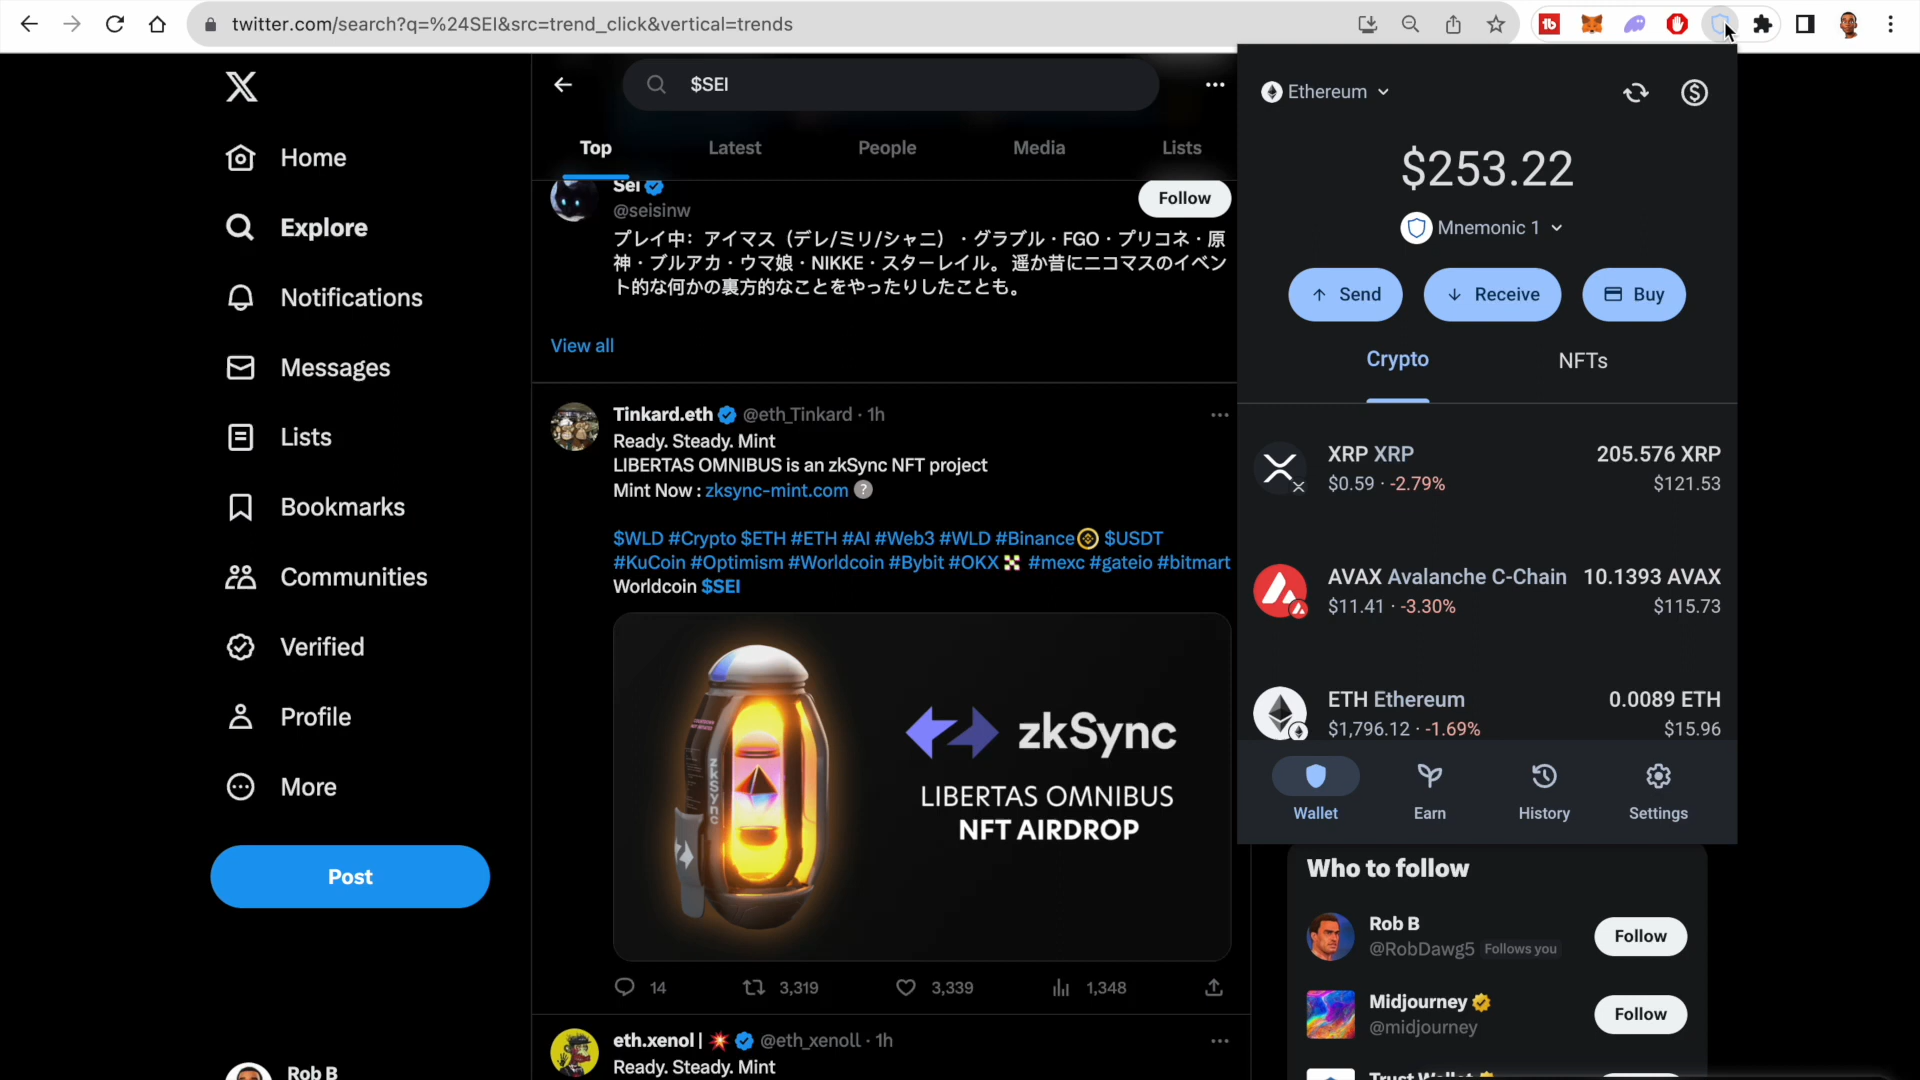 twitter.com/search?q=%24SEI&src=trend_click&vertical=trends
Home
Explore
Notifications
Messages
Lists
Bookmarks
Communities
Verified
Profile
More
Post
Rob B
$SEI
Top
Latest
People
Media
Lists
Sei
@seisinw
Follow
プレイ中：アイマス（デレ/ミリ/シャニ）・グラブル・FGO・プリコネ・原
神・ブルアカ・ウマ娘・NIKKE・スターレイル。 遥か昔にニコマスのイベン
ト的な何かの裏方的なことをやったりしたことも。
View all
Tinkard.eth @eth_Tinkard · 1h
Ready. Steady. Mint
LIBERTAS OMNIBUS is an zkSync NFT project
Mint Now : zksync-mint.com ?
$WLD #Crypto $ETH #ETH #AI #Web3 #WLD #Binance $USDT
#KuCoin #Optimism #Worldcoin #Bybit #OKX #mexc #gateio #bitmart
Worldcoin $SEI
zksync
zkSync
LIBERTAS OMNIBUS
NFT AIRDROP
14
3,319
3,339
1,348
eth.xenol| @eth_xenoll · 1h
Ready. Steady. Mint
Ethereum
$253.22
Mnemonic 1
Send
Receive
Buy
Crypto
NFTs
XRP XRP
205.576 XRP
$0.59 · -2.79%
$121.53
AVAX Avalanche C-Chain
10.1393 AVAX
$11.41 · -3.30%
$115.73
ETH Ethereum
0.0089 ETH
$1,796.12 · -1.69%
$15.96
Wallet
Earn
History
Settings
Who to follow
Rob B
@RobDawg5 Follows you
Follow
Midjourney
@midjourney
Follow
Trust Wallet